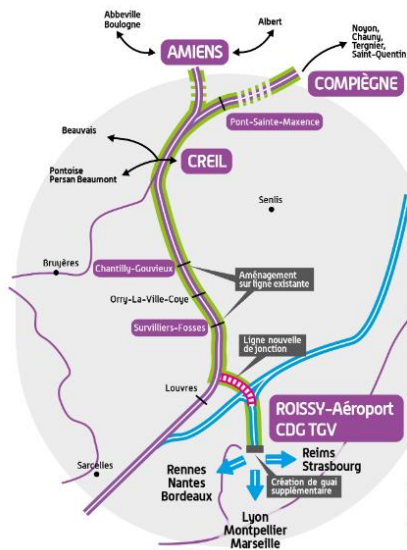 Abbeville
Boulogne
Albert
AMIENS
Noyon,
Chauny,
Tergnier,
Saint-Quentin
COMPIÈGNE
Pont-Sainte-Maxence
Beauvais
CREIL
Pontoise
Persan Beaumont
Senlis
Bruyères
Chantilly-Gouvieux
Aménagement
sur ligne existante
Orry-La-Ville-Coye
Survilliers-Fosses
Ligne nouvelle
de jonction
Louvres
ROISSY-Aéroport
CDG TGV
Reims
Strasbourg
Sarcelles
Rennes
Nantes
Bordeaux
Création de quai
supplémentaire
Lyon
Montpellier
Marseille